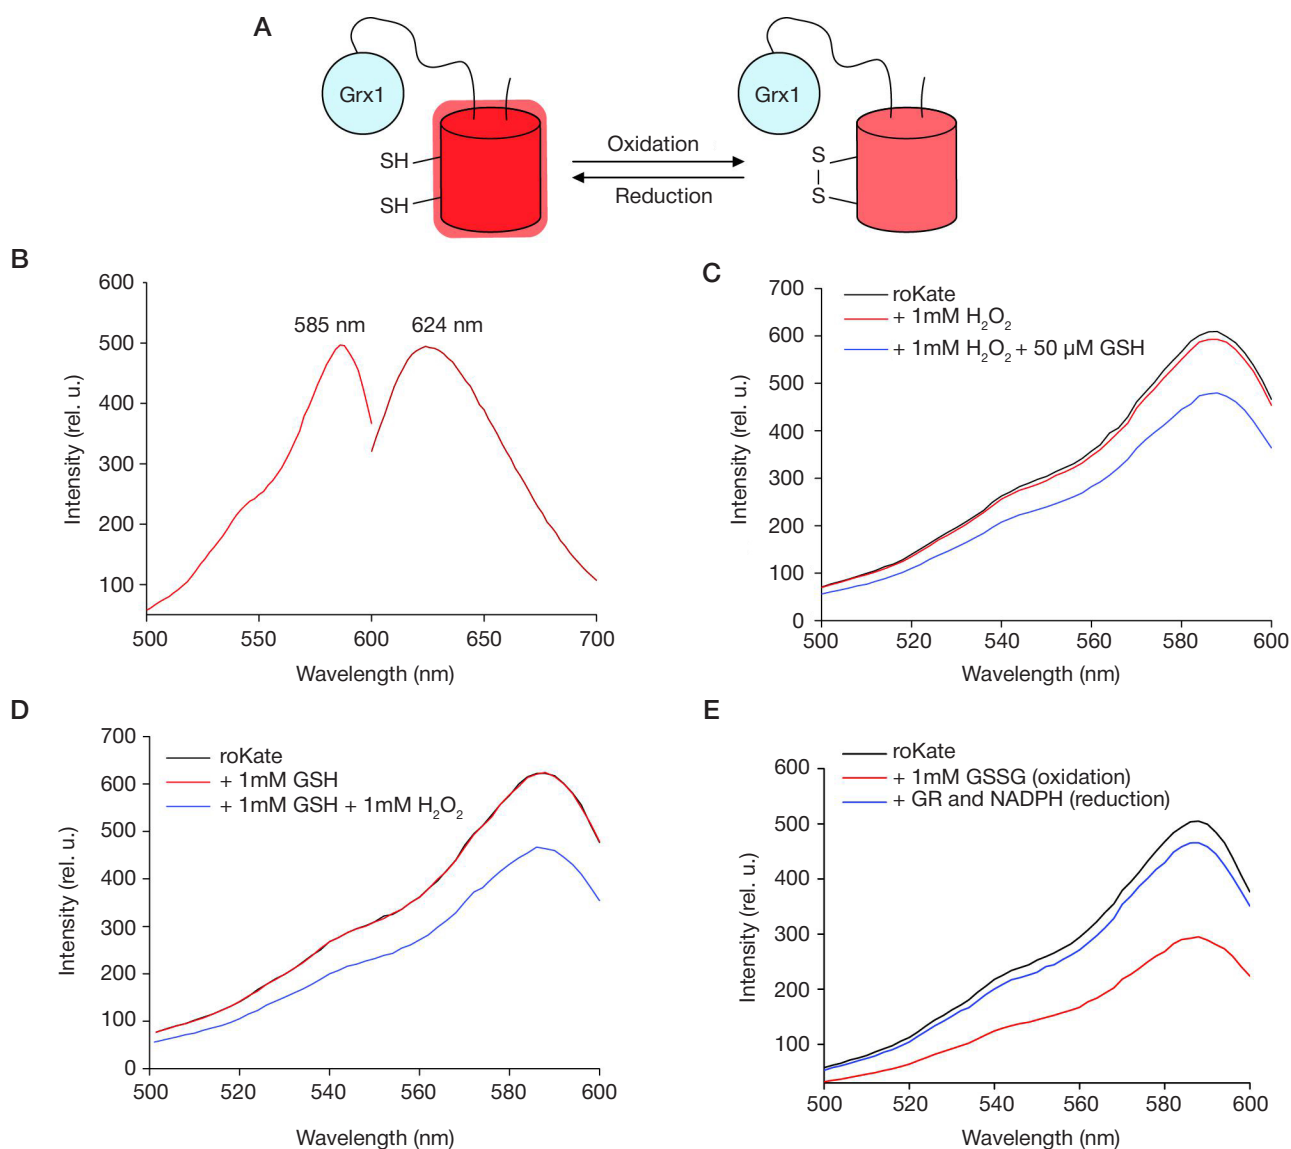 A
Grx1
SH
SH
Oxidation
Reduction
Grx1
S
S
B
600
500
400
300
200
100
585 nm
624 nm
Intensity (rel. u.)
500
550
600
650
700
Wavelength (nm)
C
700
600
500
400
300
200
100
0
roKate
+ 1mM H₂O₂
+ 1mM H₂O₂ + 50 µM GSH
Intensity (rel. u.)
500
520
540
560
580
600
Wavelength (nm)
D
700
600
500
400
300
200
100
0
roKate
+ 1mM GSH
+ 1mM GSH + 1mM H₂O₂
Intensity (rel. u.)
500
520
540
560
580
600
Wavelength (nm)
E
600
500
400
300
200
100
roKate
+ 1mM GSSG (oxidation)
+ GR and NADPH (reduction)
Intensity (rel. u.)
500
520
540
560
580
600
Wavelength (nm)